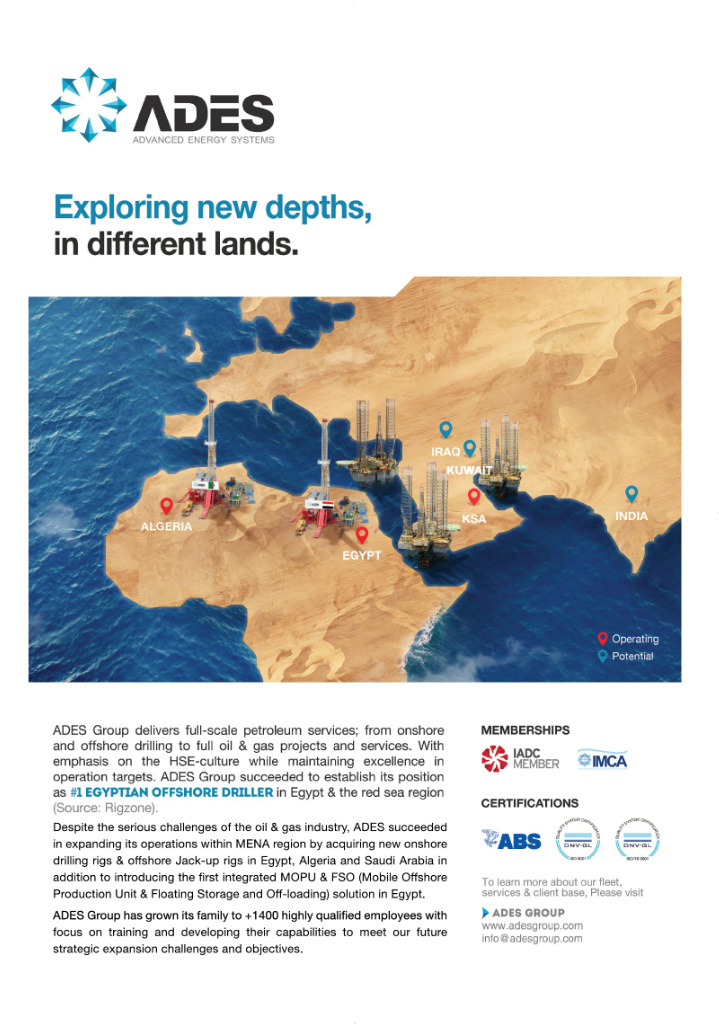 ADES
ADVANCED ENERGY SYSTEMS
Exploring new depths,
in different lands.
IRAQ
KUWAIT
ALGERIA
KSA
INDIA
EGYPT
Operating
Potential
ADES Group delivers full-scale petroleum services; from onshore
and offshore drilling to full oil & gas projects and services. With
emphasis on the HSE-culture while maintaining excellence in
operation targets. ADES Group succeeded to establish its position
as #1 EGYPTIAN OFFSHORE DRILLER in Egypt & the red sea region
(Source: Rigzone).
Despite the serious challenges of the oil & gas industry, ADES succeeded
in expanding its operations within MENA region by acquiring new onshore
drilling rigs & offshore Jack-up rigs in Egypt, Algeria and Saudi Arabia in
addition to introducing the first integrated MOPU & FSO (Mobile Offshore
Production Unit & Floating Storage and Off-loading) solution in Egypt.
ADES Group has grown its family to +1400 highly qualified employees with
focus on training and developing their capabilities to meet our future
strategic expansion challenges and objectives.
MEMBERSHIPS
IADC
MEMBER
IMCA
CERTIFICATIONS
ABS
DNV·GL
DNV·GL
To learn more about our fleet,
services & client base, Please visit
ADES GROUP
www.adesgroup.com
info@adesgroup.com